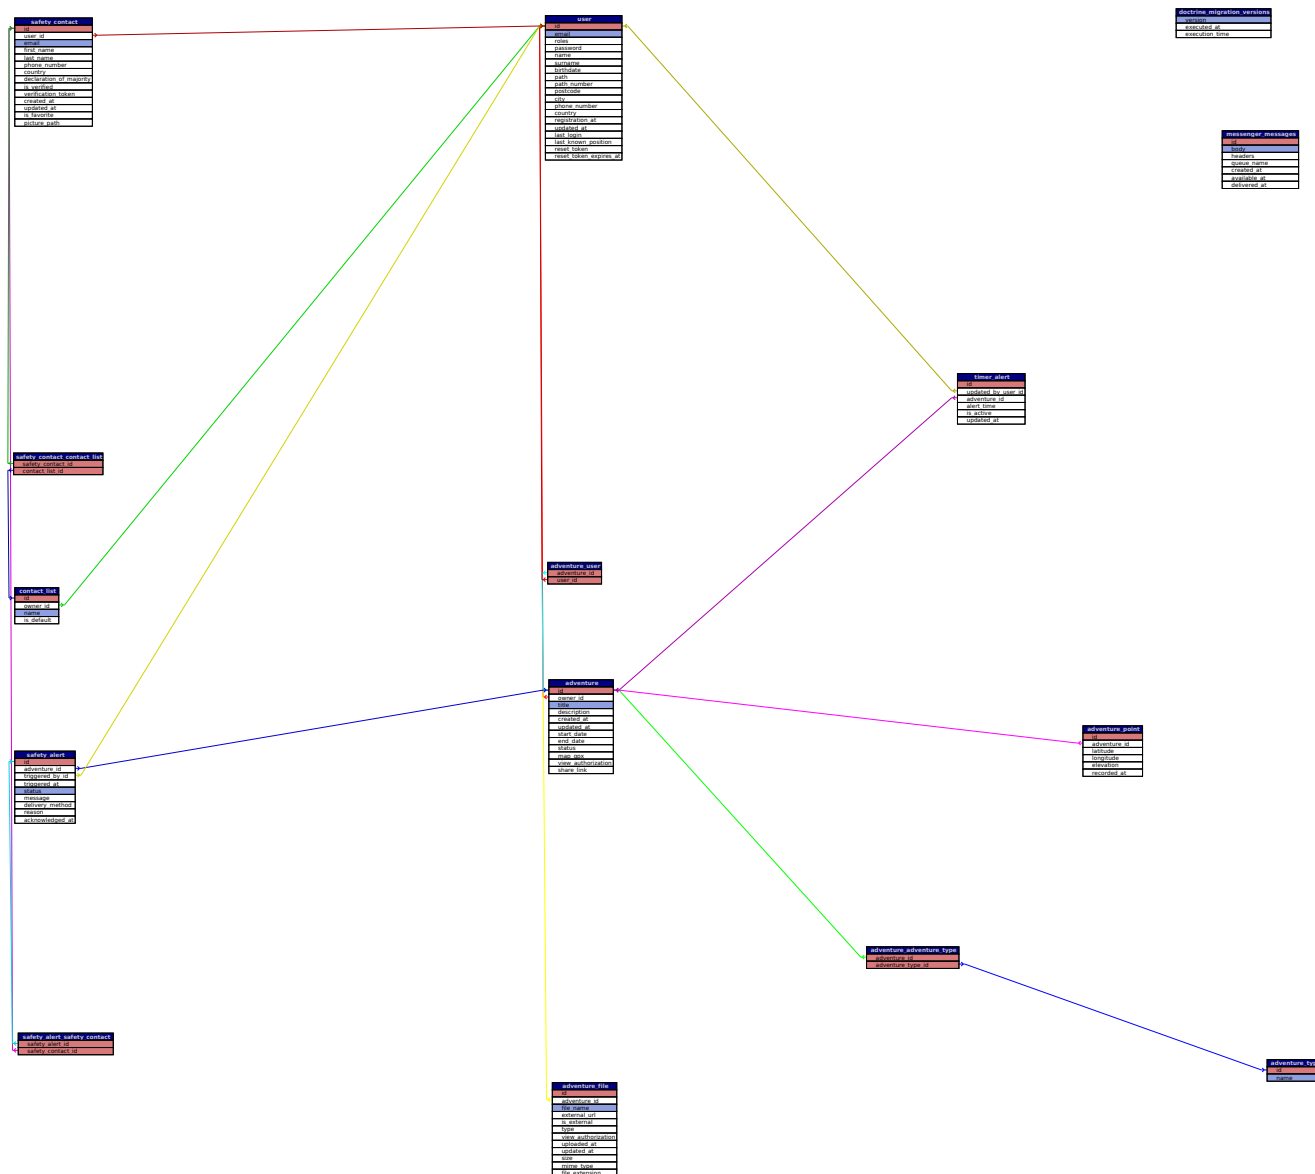 safety_contact
id
user_id
email
first_name
last_name
phone_number
country
declaration_of_majority
is_verified
verification_token
created_at
updated_at
is_favorite
picture_path
user
id
email
roles
password
name
surname
birthdate
path
path_number
postcode
city
phone_number
country
registration_at
updated_at
last_login
last_known_position
reset_token
reset_token_expires_at
doctrine_migration_versions
version
executed_at
execution_time
messenger_messages
id
body
headers
queue_name
created_at
available_at
delivered_at
timer_alert
id
updated_by_user_id
adventure_id
alert_time
is_active
updated_at
safety_contact_contact_list
safety_contact_id
contact_list_id
adventure_user
adventure_id
user_id
contact_list
id
owner_id
name
is_default
adventure
id
owner_id
title
description
created_at
updated_at
start_date
end_date
status
map_gpx
view_authorization
share_link
adventure_point
id
adventure_id
latitude
longitude
elevation
recorded_at
safety_alert
id
adventure_id
triggered_by_id
triggered_at
status
message
delivery_method
reason
acknowledged_at
adventure_adventure_type
adventure_id
adventure_type_id
safety_alert_safety_contact
safety_alert_id
safety_contact_id
adventure_typ
id
name
adventure_file
id
adventure_id
file_name
external_url
is_external
type
view_authorization
uploaded_at
updated_at
size
mime_type
file_extension